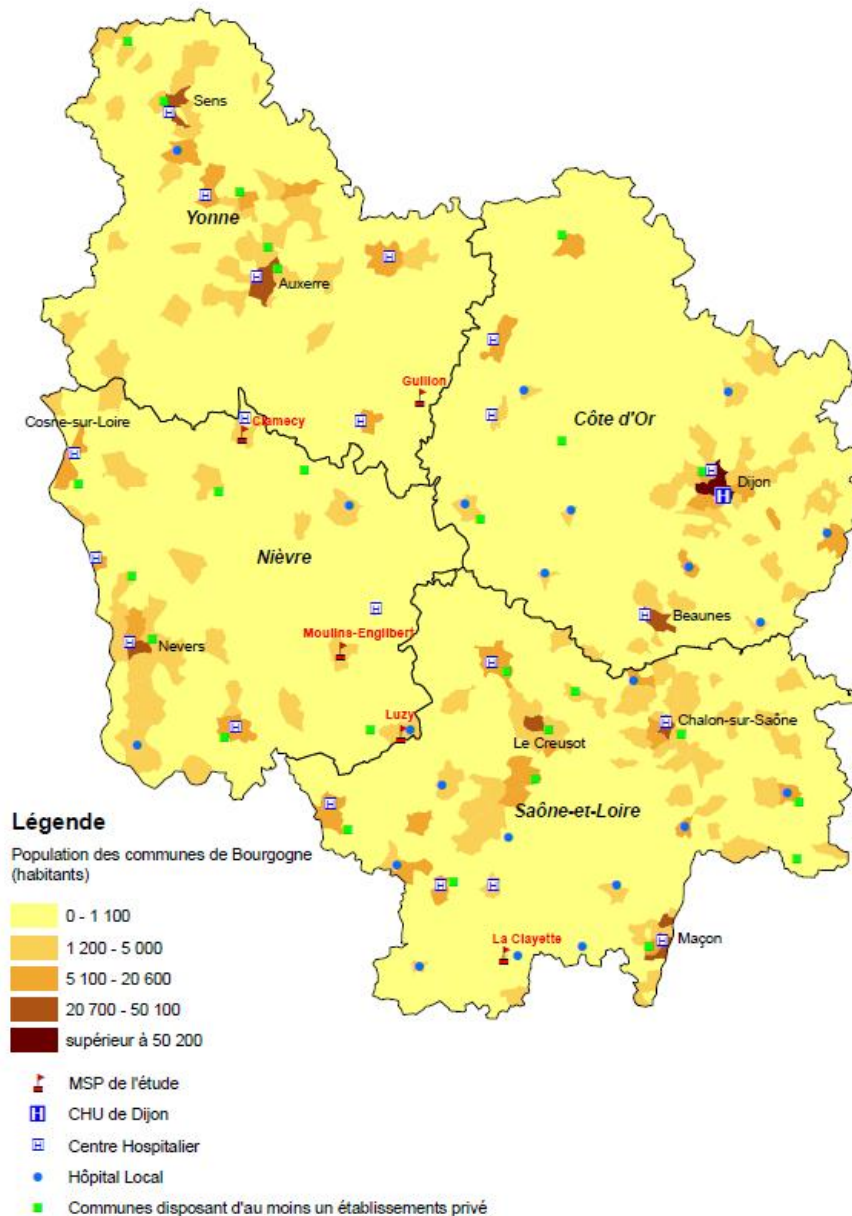 Sens
Yonne
Auxerre
Guillon
Côte d'Or
Cosne-sur-Loire
Clamecy
Dijon
Nièvre
Beaunes
Moulins-Englibert
Nevers
Luzy
Chalon-sur-Saône
Le Creusot
Saône-et-Loire
La Clayette
Maçon
Légende
Population des communes de Bourgogne
(habitants)
0 - 1 100
1 200 - 5 000
5 100 - 20 600
20 700 - 50 100
supérieur à 50 200
MSP de l'étude
H CHU de Dijon
H Centre Hospitalier
Hôpital Local
Communes disposant d'au moins un établissements privé